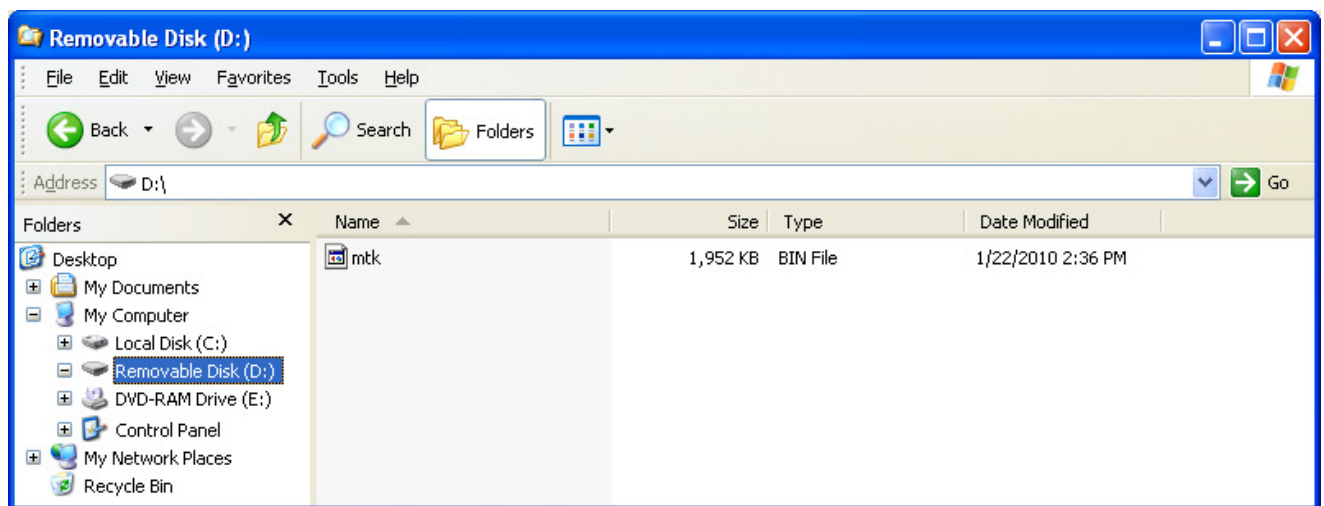 Removable Disk (D:)
File Edit View Favorites Tools Help
Back Search Folders
Address D:\ Go
Folders X Name Size Type Date Modified
Desktop mtk 1,952 KB BIN File 1/22/2010 2:36 PM
My Documents
My Computer
Local Disk (C:)
Removable Disk (D:)
DVD-RAM Drive (E:)
Control Panel
My Network Places
Recycle Bin